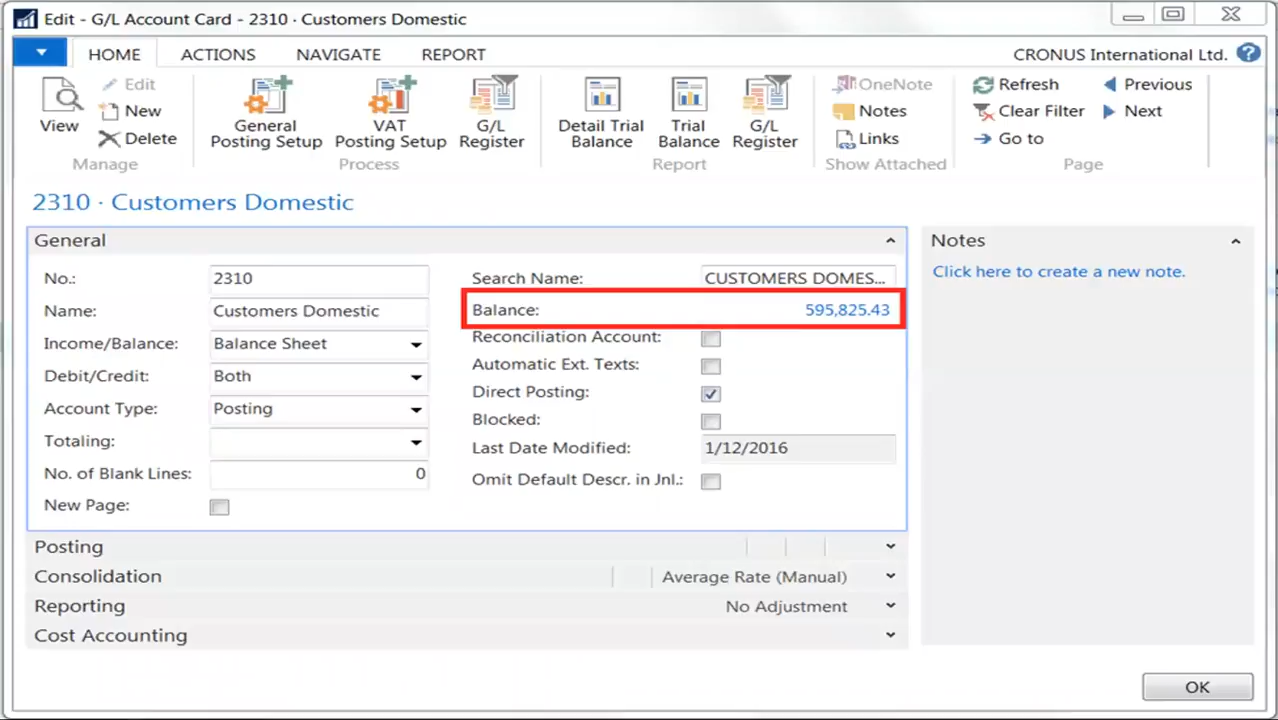 Edit - G/L Account Card - 2310 · Customers Domestic
HOME ACTIONS NAVIGATE REPORT CRONUS International Ltd.
View
Edit
New
Delete
Manage
General Posting Setup
VAT Posting Setup
G/L Register
Process
Detail Trial Balance
Trial Balance
G/L Register
Report
OneNote
Notes
Links
Show Attached
Refresh
Clear Filter
Go to
Previous
Next
Page
2310 · Customers Domestic
General
No.: 2310
Name: Customers Domestic
Income/Balance: Balance Sheet
Debit/Credit: Both
Account Type: Posting
Totaling:
No. of Blank Lines: 0
New Page:
Search Name: CUSTOMERS DOMES...
Balance: 595,825.43
Reconciliation Account:
Automatic Ext. Texts:
Direct Posting:
Blocked:
Last Date Modified: 1/12/2016
Omit Default Descr. in Jnl.:
Posting
Consolidation Average Rate (Manual)
Reporting No Adjustment
Cost Accounting
Notes
Click here to create a new note.
OK